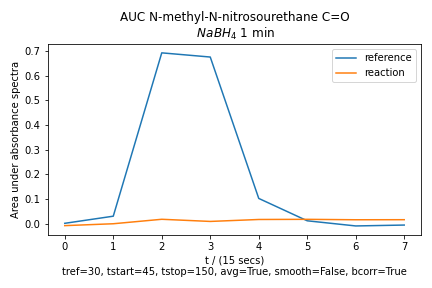 AUC N-methyl-N-nitrosourethane C=O
NaBH₄ 1 min
reference
reaction
Area under absorbance spectra
0.7
0.6
0.5
0.4
0.3
0.2
0.1
0.0
0 1 2 3 4 5 6 7
t / (15 secs)
tref=30, tstart=45, tstop=150, avg=True, smooth=False, bcorr=True